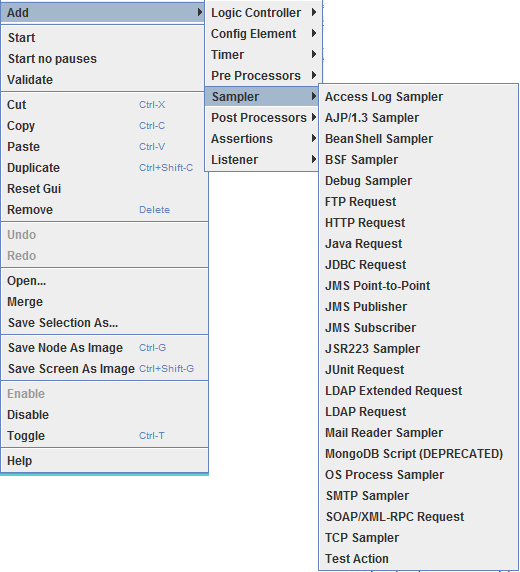 Add
Start
Start no pauses
Validate
Cut Ctrl-X
Copy Ctrl-C
Paste Ctrl-V
Duplicate Ctrl+Shift-C
Reset Gui
Remove Delete
Undo
Redo
Open...
Merge
Save Selection As...
Save Node As Image Ctrl-G
Save Screen As Image Ctrl+Shift-G
Enable
Disable
Toggle Ctrl-T
Help
Logic Controller
Config Element
Timer
Pre Processors
Sampler
Post Processors
Assertions
Listener
Access Log Sampler
AJP/1.3 Sampler
BeanShell Sampler
BSF Sampler
Debug Sampler
FTP Request
HTTP Request
Java Request
JDBC Request
JMS Point-to-Point
JMS Publisher
JMS Subscriber
JSR223 Sampler
JUnit Request
LDAP Extended Request
LDAP Request
Mail Reader Sampler
MongoDB Script (DEPRECATED)
OS Process Sampler
SMTP Sampler
SOAP/XML-RPC Request
TCP Sampler
Test Action